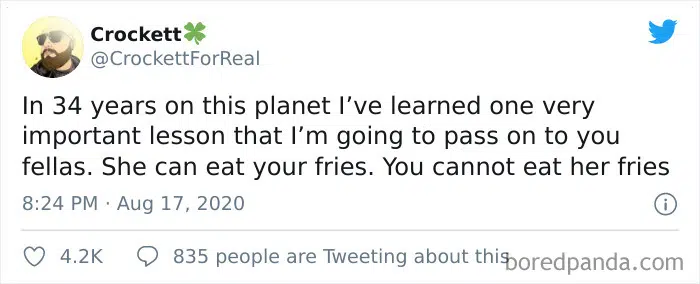 Crockett🍀
@CrockettForReal
In 34 years on this planet I’ve learned one very
important lesson that I’m going to pass on to you
fellas. She can eat your fries. You cannot eat her fries
8:24 PM · Aug 17, 2020
4.2K 835 people are Tweeting about this
boredpanda.com